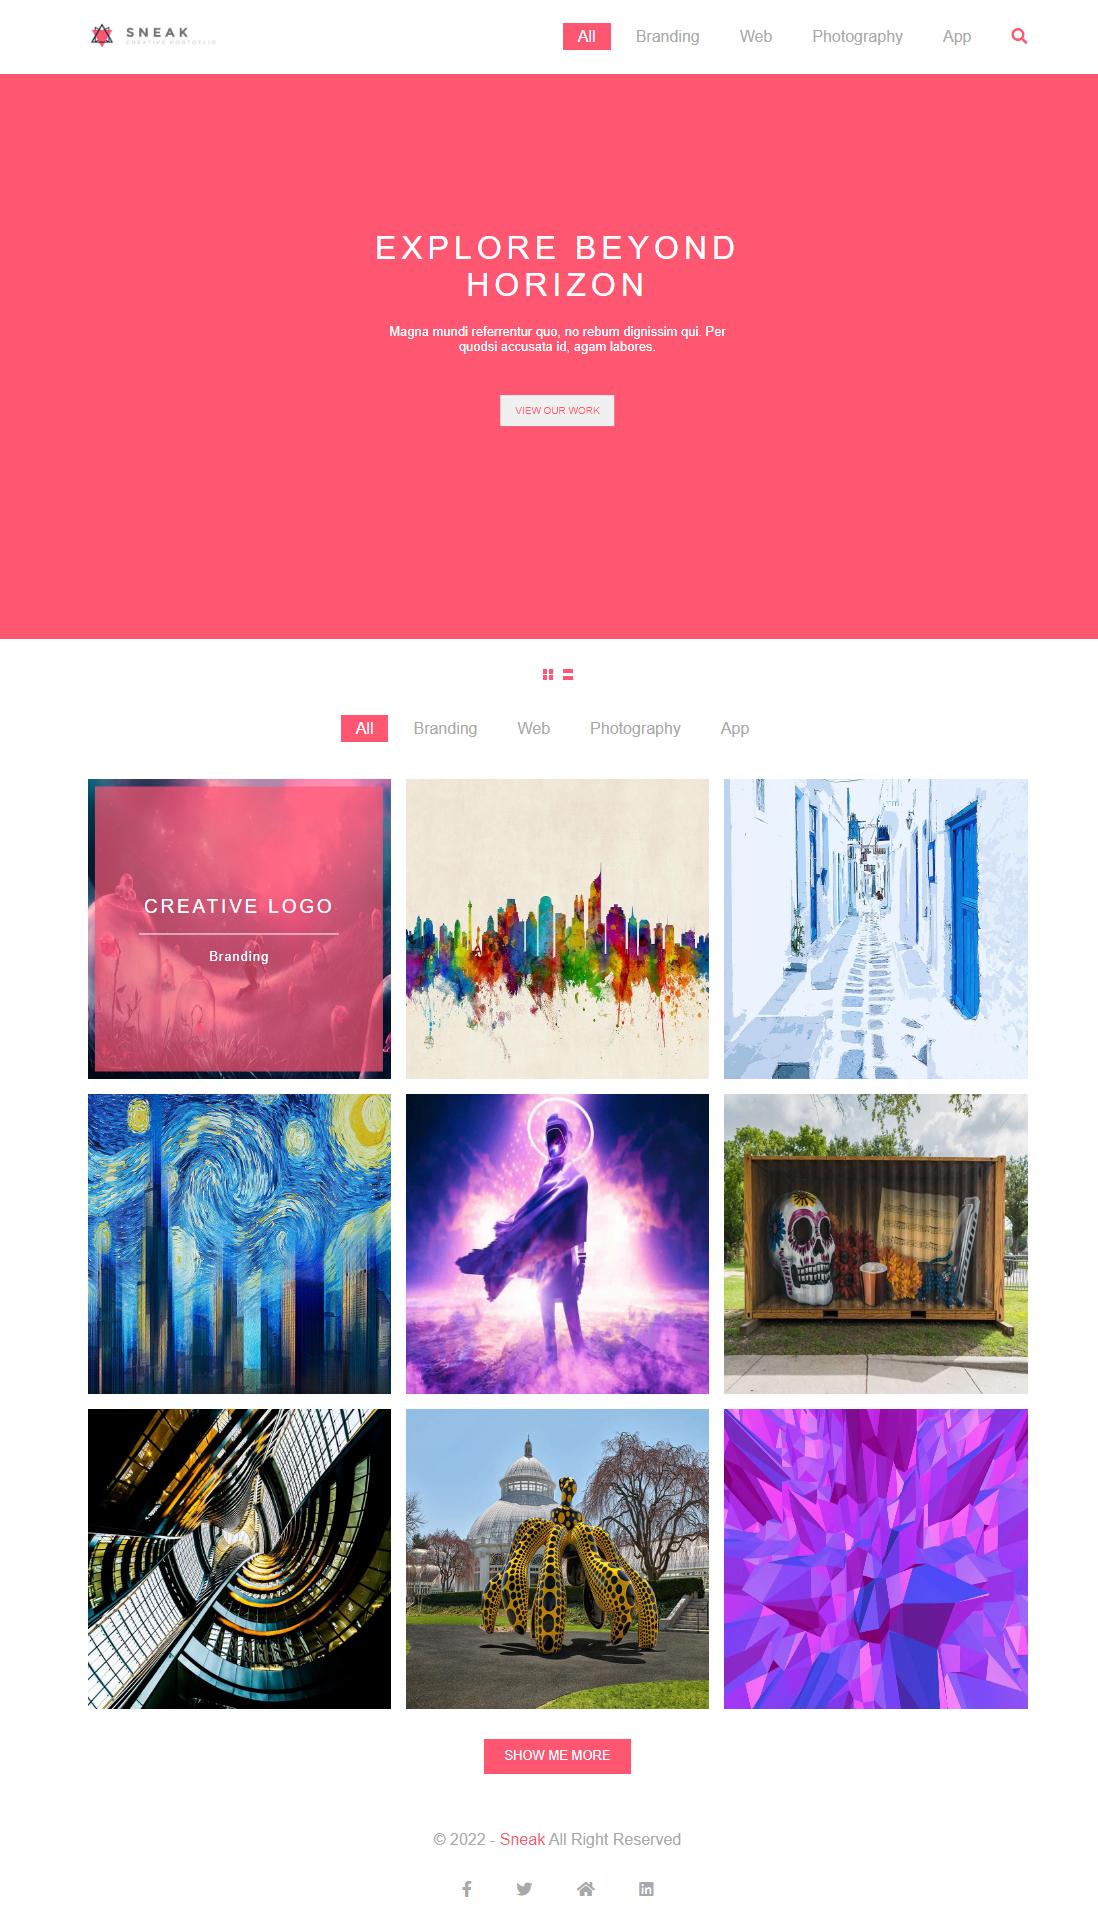 SNEAK
CREATIVE PORTOFLIO
All Branding Web Photography App
EXPLORE BEYOND
HORIZON
Magna mundi referrentur quo, no rebum dignissim qui. Per
quodsi accusata id, agam labores.
VIEW OUR WORK
All Branding Web Photography App
CREATIVE LOGO
Branding
SHOW ME MORE
© 2022 - Sneak All Right Reserved